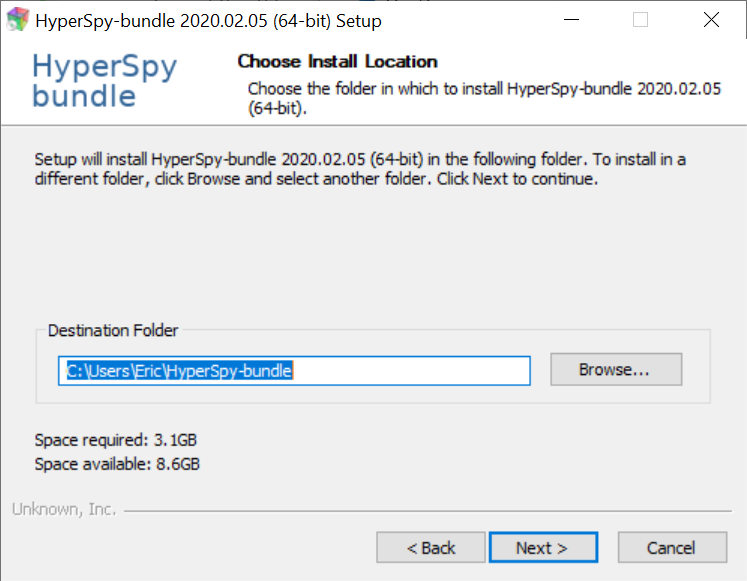 HyperSpy-bundle 2020.02.05 (64-bit) Setup
HyperSpy
bundle
Choose Install Location
Choose the folder in which to install HyperSpy-bundle 2020.02.05
(64-bit).
Setup will install HyperSpy-bundle 2020.02.05 (64-bit) in the following folder. To install in a
different folder, click Browse and select another folder. Click Next to continue.
Destination Folder
C:\Users\Eric\HyperSpy-bundle
Browse...
Space required: 3.1GB
Space available: 8.6GB
Unknown, Inc.
< Back
Next >
Cancel